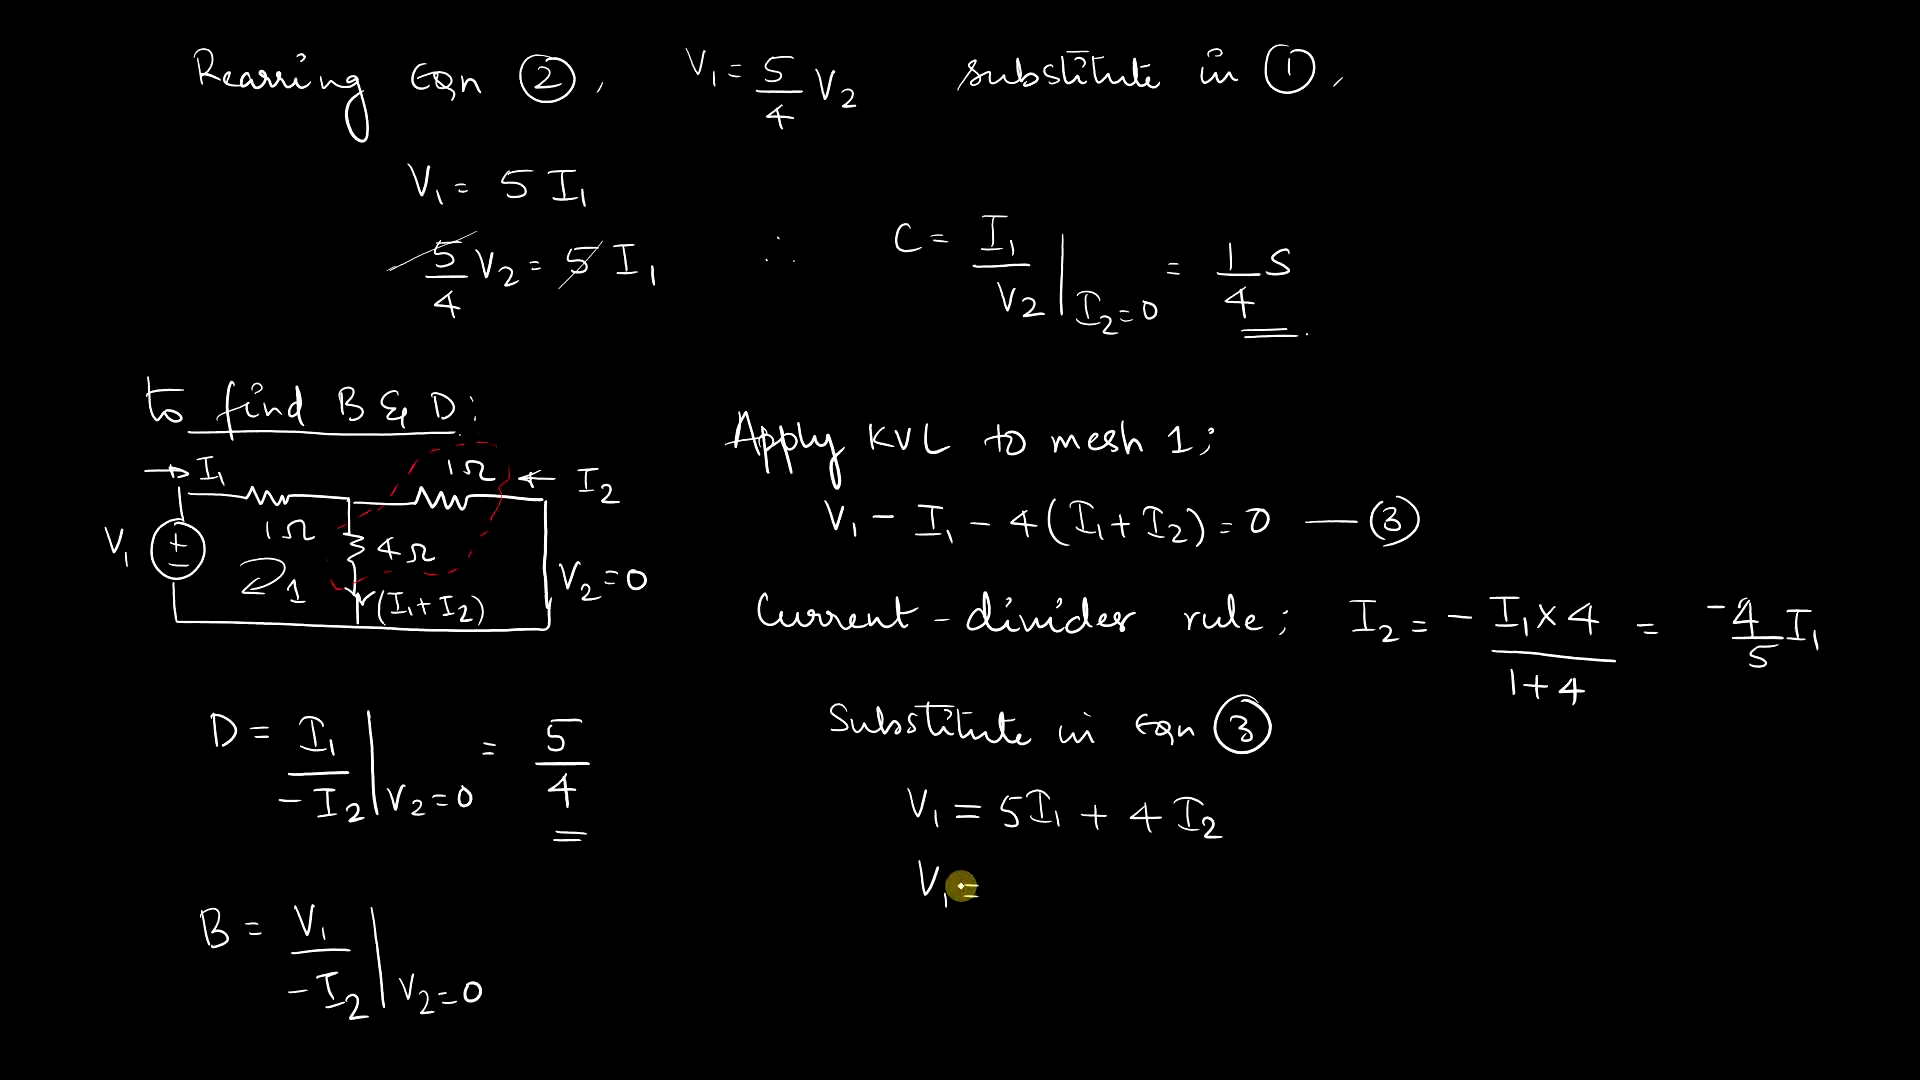 Rearring Eqn ②, V₁ = 5/4 V₂ substitute in ①,
V₁ = 5 I₁
5/4 V₂ = 5 I₁ ∴ C = I₁/V₂ | I₂=0 = 1/4 S
to find B & D:
I₁ 1Ω I₂
1Ω
V₁ + − 1 4Ω
V₂=0
(I₁+I₂)
Apply KVL to mesh 1;
V₁ − I₁ − 4(I₁+I₂) = 0 — ③
Current-divider rule; I₂ = − I₁×4/1+4 = −4/5 I₁
D = I₁/−I₂ | V₂=0 = 5/4
Substitute in Eqn ③
V₁ = 5I₁ + 4I₂
V₁ =
B = V₁/−I₂ | V₂=0